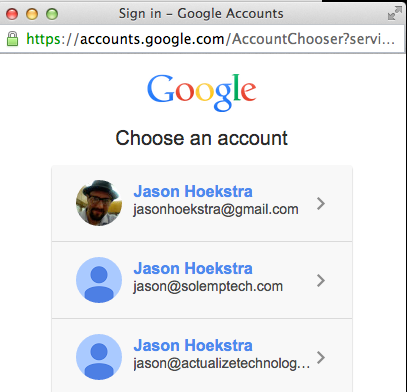 Sign in – Google Accounts
https://accounts.google.com/AccountChooser?servi...
Google
Choose an account
Jason Hoekstra
jasonhoekstra@gmail.com
Jason Hoekstra
jason@solemptech.com
Jason Hoekstra
jason@actualizetechnolog...